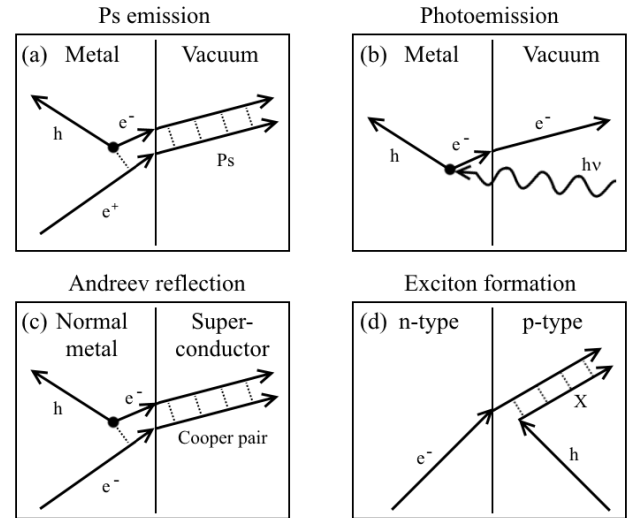 Ps emission
(a) Metal Vacuum
e⁻
h
Ps
e⁺
Photoemission
(b) Metal Vacuum
e⁻
e⁻
h
hν
Andreev reflection
(c) Normal metal
Super-
conductor
e⁻
h
Cooper pair
e⁻
Exciton formation
(d) n-type p-type
X
e⁻
h